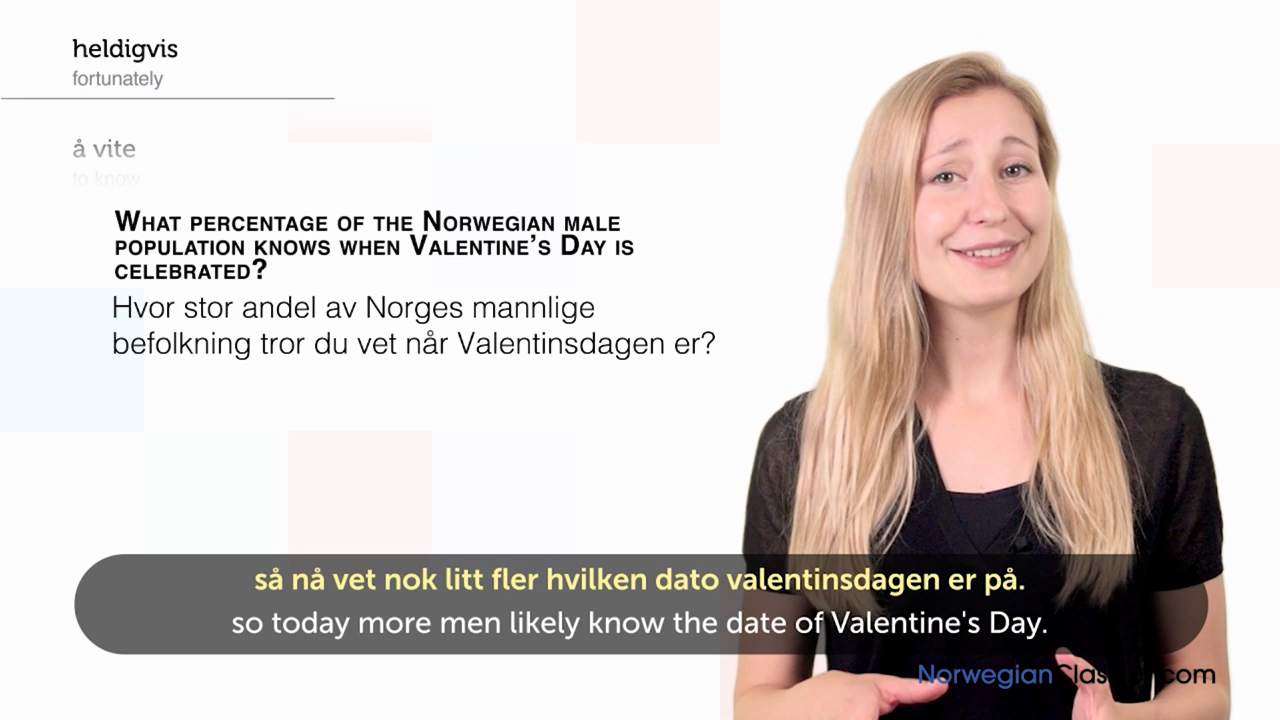 heldigvis
fortunately
å vite
to know
WHAT PERCENTAGE OF THE NORWEGIAN MALE
POPULATION KNOWS WHEN VALENTINE'S DAY IS
CELEBRATED?
Hvor stor andel av Norges mannlige
befolkning tror du vet når Valentinsdagen er?
så nå vet nok litt fler hvilken dato valentinsdagen er på.
so today more men likely know the date of Valentine's Day.